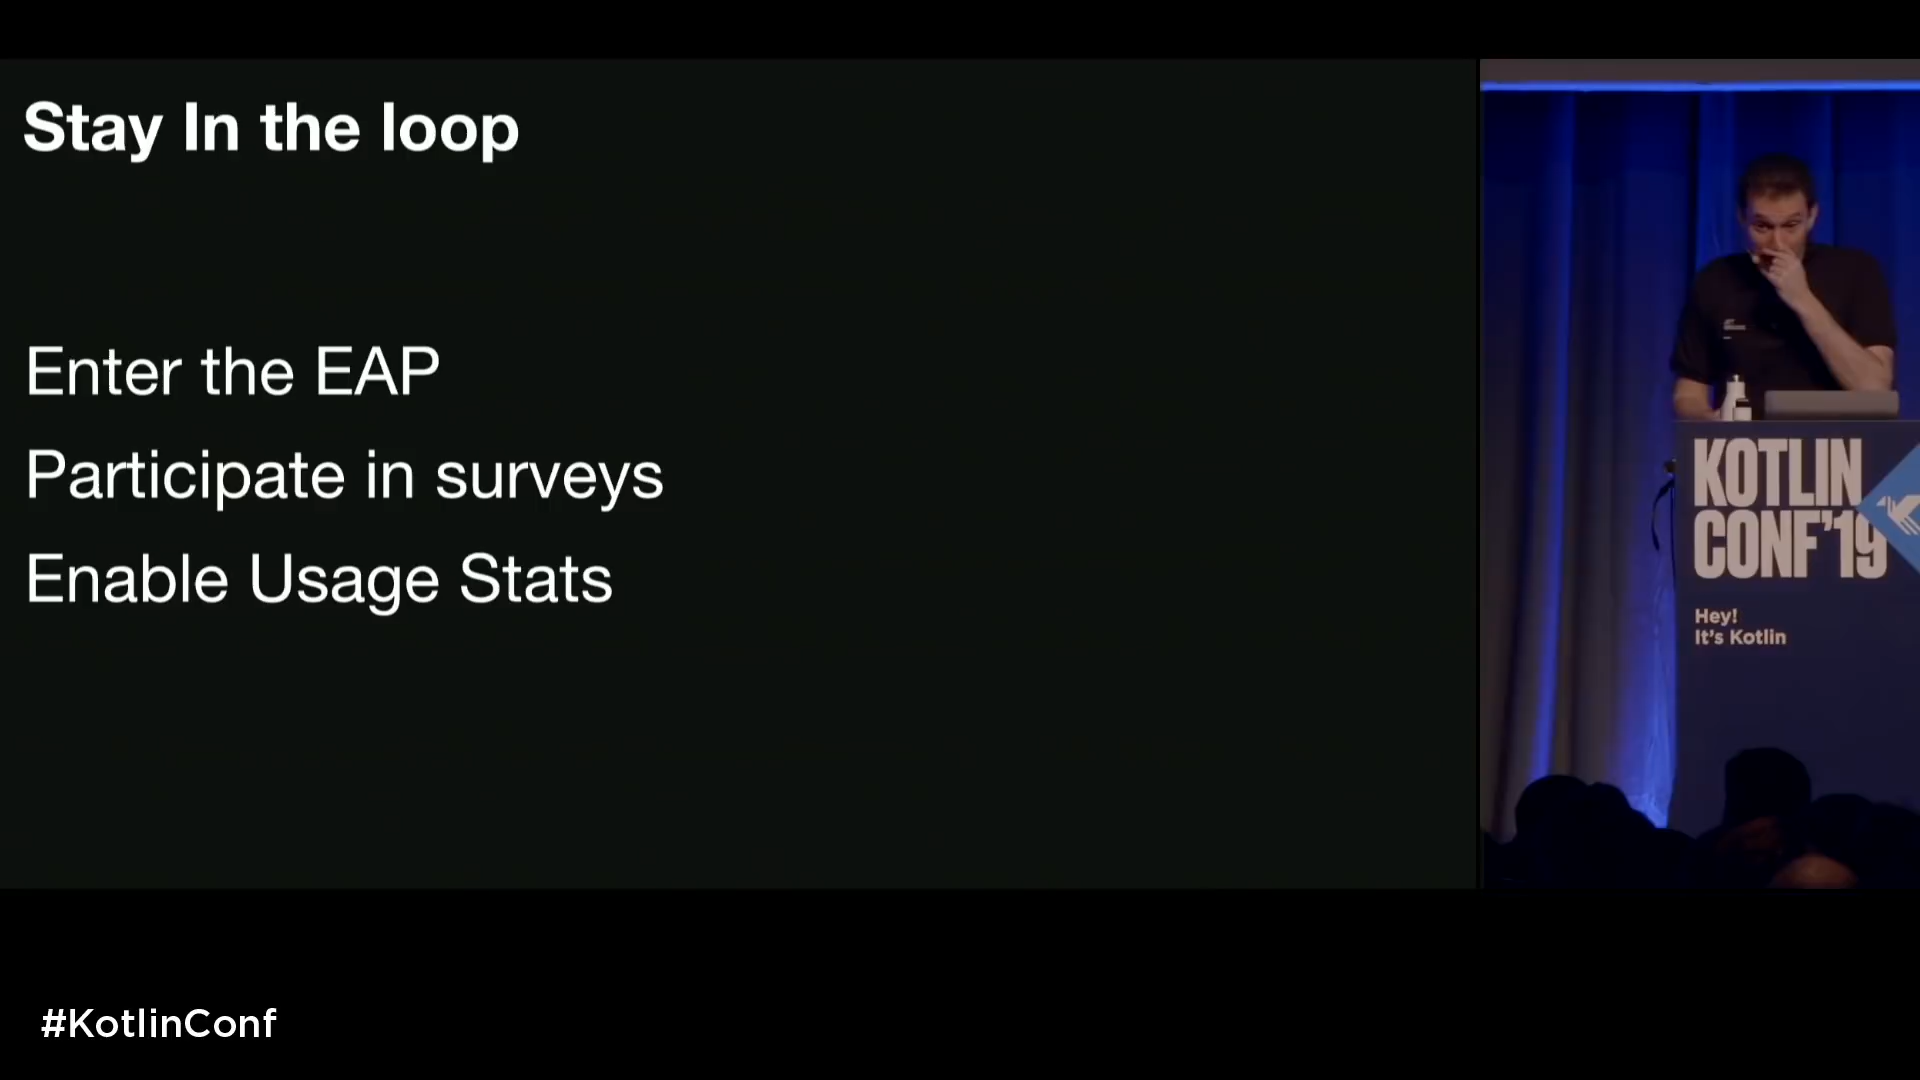 Stay In the loop
Enter the EAP
Participate in surveys
Enable Usage Stats
KOTLIN
CONF'19
Hey!
It's Kotlin
#KotlinConf